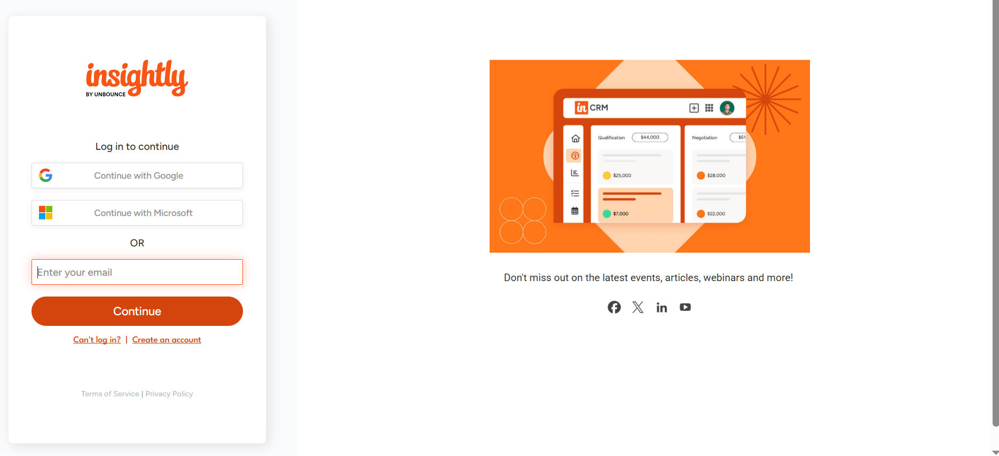 insightly
BY UNBOUNCE
Log in to continue
Continue with Google
Continue with Microsoft
OR
Enter your email
Continue
Can't log in? | Create an account
Terms of Service | Privacy Policy
in CRM
Qualification $44,000
Negotiation $61
$25,000
$28,000
$7,000
$22,000
Don't miss out on the latest events, articles, webinars and more!